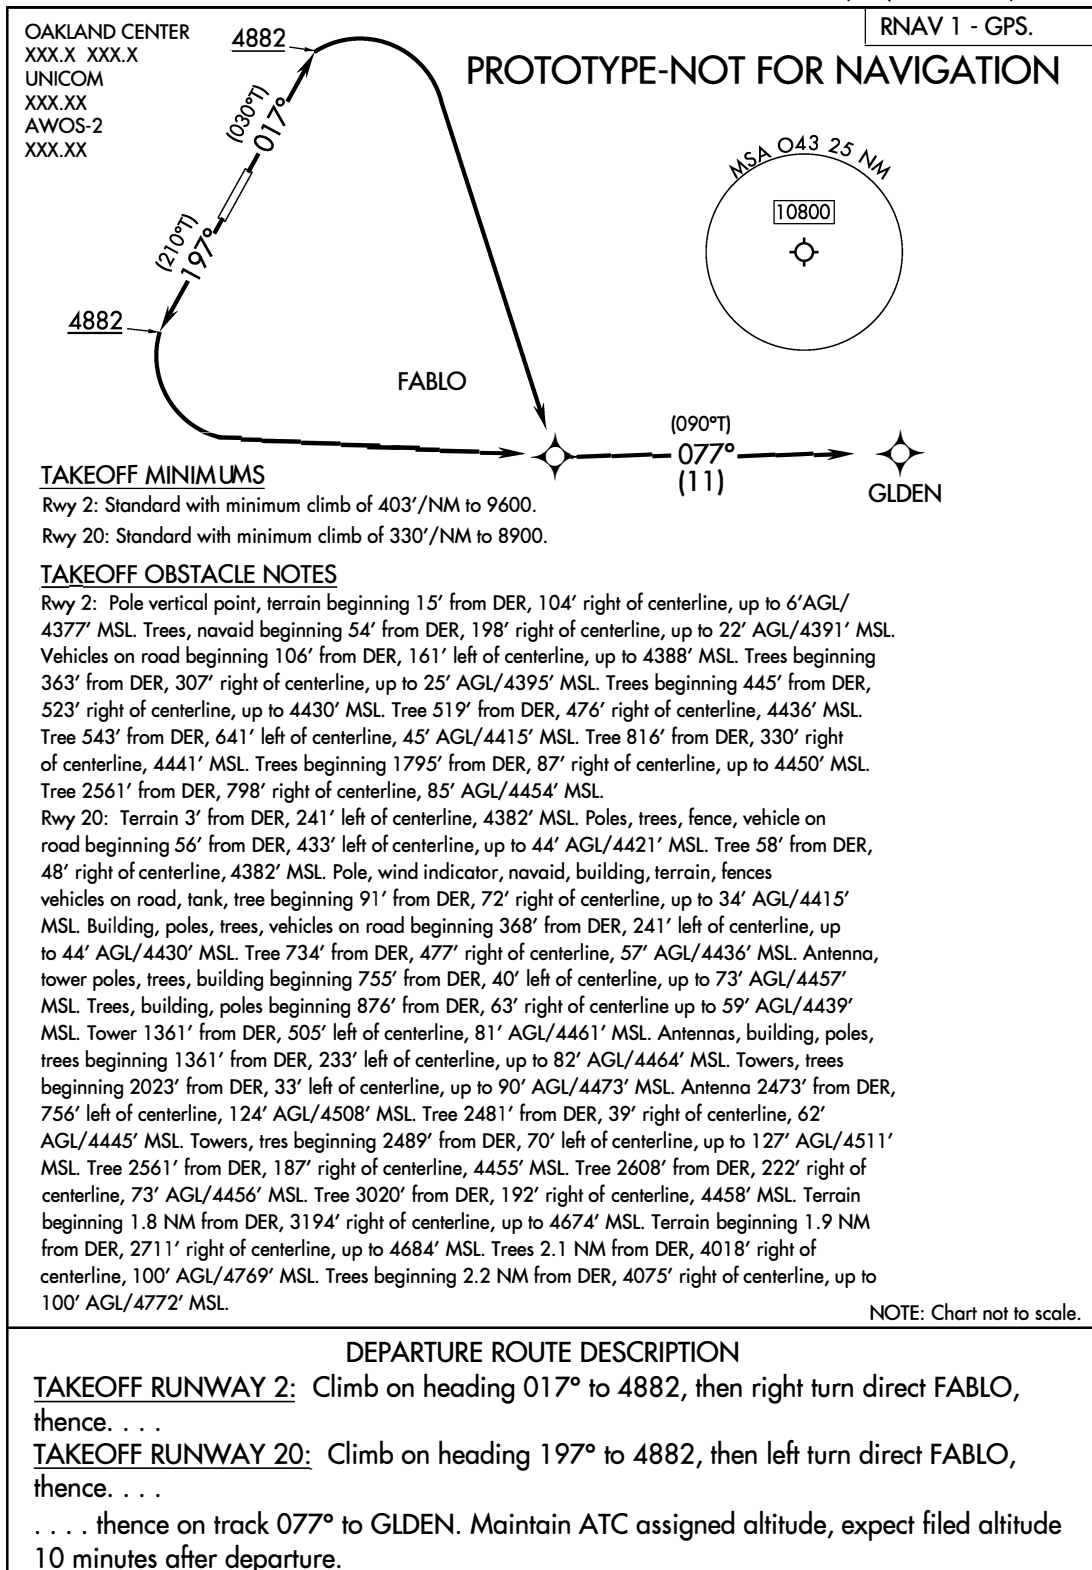 RNAV 1 - GPS.
OAKLAND CENTER
XXX.X XXX.X
UNICOM
XXX.XX
AWOS-2
XXX.XX
4882
PROTOTYPE-NOT FOR NAVIGATION
(030°T)
017°
MSA O43 25 NM
10800
(210°T)
197°
4882
FABLO
(090°T)
077°
(11)
GLDEN
TAKEOFF MINIMUMS
Rwy 2: Standard with minimum climb of 403'/NM to 9600.
Rwy 20: Standard with minimum climb of 330'/NM to 8900.
TAKEOFF OBSTACLE NOTES
Rwy 2: Pole vertical point, terrain beginning 15' from DER, 104' right of centerline, up to 6'AGL/
4377' MSL. Trees, navaid beginning 54' from DER, 198' right of centerline, up to 22' AGL/4391' MSL.
Vehicles on road beginning 106' from DER, 161' left of centerline, up to 4388' MSL. Trees beginning
363' from DER, 307' right of centerline, up to 25' AGL/4395' MSL. Trees beginning 445' from DER,
523' right of centerline, up to 4430' MSL. Tree 519' from DER, 476' right of centerline, 4436' MSL.
Tree 543' from DER, 641' left of centerline, 45' AGL/4415' MSL. Tree 816' from DER, 330' right
of centerline, 4441' MSL. Trees beginning 1795' from DER, 87' right of centerline, up to 4450' MSL.
Tree 2561' from DER, 798' right of centerline, 85' AGL/4454' MSL.
Rwy 20: Terrain 3' from DER, 241' left of centerline, 4382' MSL. Poles, trees, fence, vehicle on
road beginning 56' from DER, 433' left of centerline, up to 44' AGL/4421' MSL. Tree 58' from DER,
48' right of centerline, 4382' MSL. Pole, wind indicator, navaid, building, terrain, fences
vehicles on road, tank, tree beginning 91' from DER, 72' right of centerline, up to 34' AGL/4415'
MSL. Building, poles, trees, vehicles on road beginning 368' from DER, 241' left of centerline, up
to 44' AGL/4430' MSL. Tree 734' from DER, 477' right of centerline, 57' AGL/4436' MSL. Antenna,
tower poles, trees, building beginning 755' from DER, 40' left of centerline, up to 73' AGL/4457'
MSL. Trees, building, poles beginning 876' from DER, 63' right of centerline up to 59' AGL/4439'
MSL. Tower 1361' from DER, 505' left of centerline, 81' AGL/4461' MSL. Antennas, building, poles,
trees beginning 1361' from DER, 233' left of centerline, up to 82' AGL/4464' MSL. Towers, trees
beginning 2023' from DER, 33' left of centerline, up to 90' AGL/4473' MSL. Antenna 2473' from DER,
756' left of centerline, 124' AGL/4508' MSL. Tree 2481' from DER, 39' right of centerline, 62'
AGL/4445' MSL. Towers, tres beginning 2489' from DER, 70' left of centerline, up to 127' AGL/4511'
MSL. Tree 2561' from DER, 187' right of centerline, 4455' MSL. Tree 2608' from DER, 222' right of
centerline, 73' AGL/4456' MSL. Tree 3020' from DER, 192' right of centerline, 4458' MSL. Terrain
beginning 1.8 NM from DER, 3194' right of centerline, up to 4674' MSL. Terrain beginning 1.9 NM
from DER, 2711' right of centerline, up to 4684' MSL. Trees 2.1 NM from DER, 4018' right of
centerline, 100' AGL/4769' MSL. Trees beginning 2.2 NM from DER, 4075' right of centerline, up to
100' AGL/4772' MSL.
NOTE: Chart not to scale.
DEPARTURE ROUTE DESCRIPTION
TAKEOFF RUNWAY 2: Climb on heading 017° to 4882, then right turn direct FABLO,
thence. . . .
TAKEOFF RUNWAY 20: Climb on heading 197° to 4882, then left turn direct FABLO,
thence. . . .
. . . . thence on track 077° to GLDEN. Maintain ATC assigned altitude, expect filed altitude
10 minutes after departure.